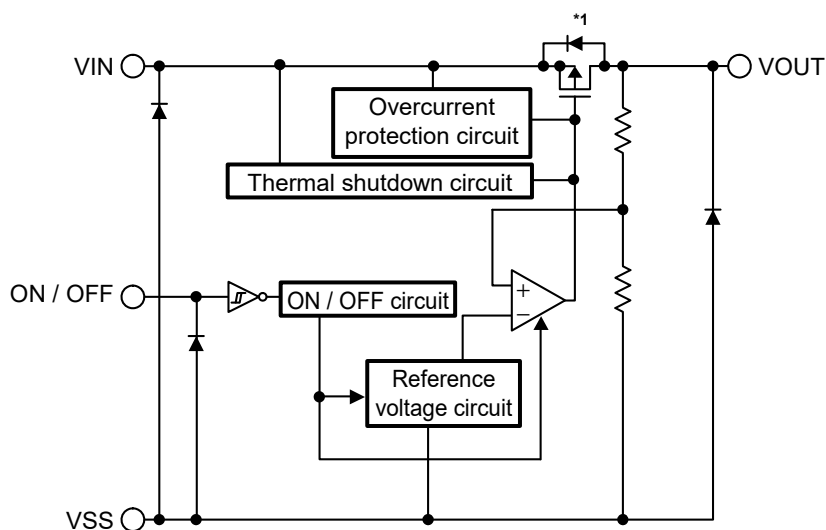 *1
VIN
VOUT
Overcurrent
protection circuit
Thermal shutdown circuit
ON / OFF
ON / OFF circuit
+
−
Reference
voltage circuit
VSS